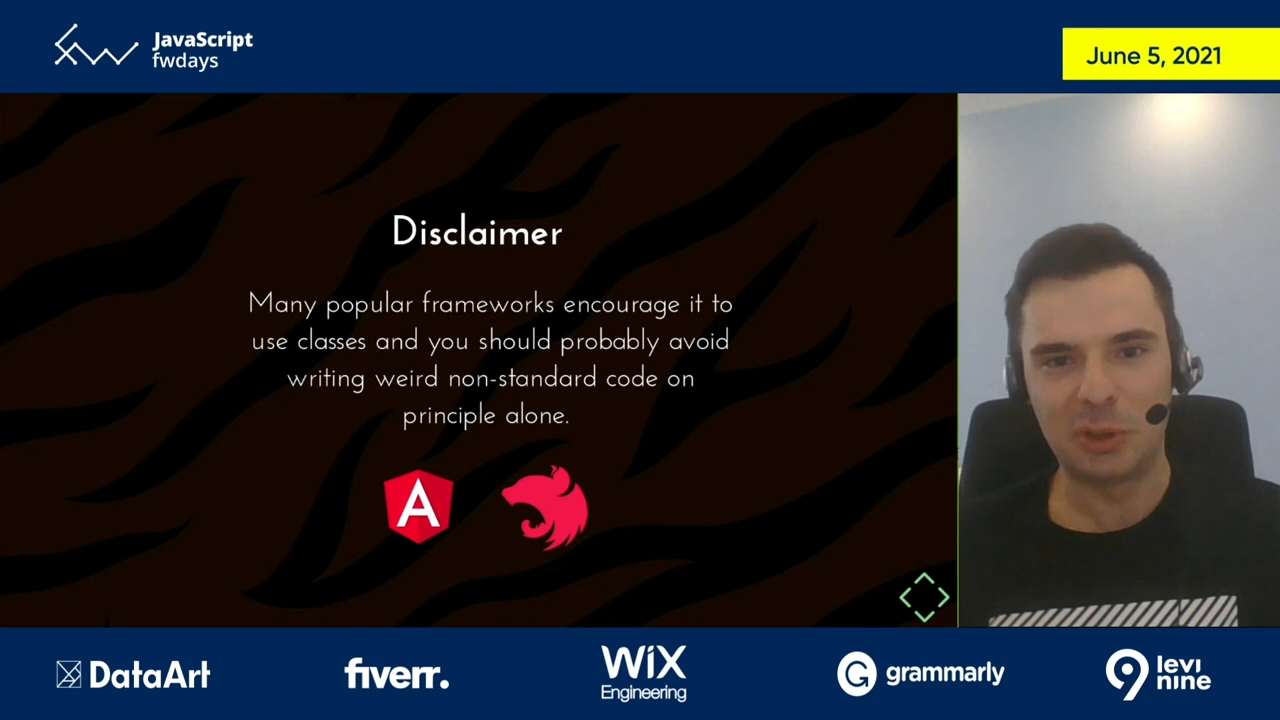 JavaScript
fwdays
June 5, 2021
Disclaimer
Many popular frameworks encourage it to
use classes and you should probably avoid
writing weird non-standard code on
principle alone.
A
DataArt
fiverr.
WiX
Engineering
G grammarly
9 levi
nine